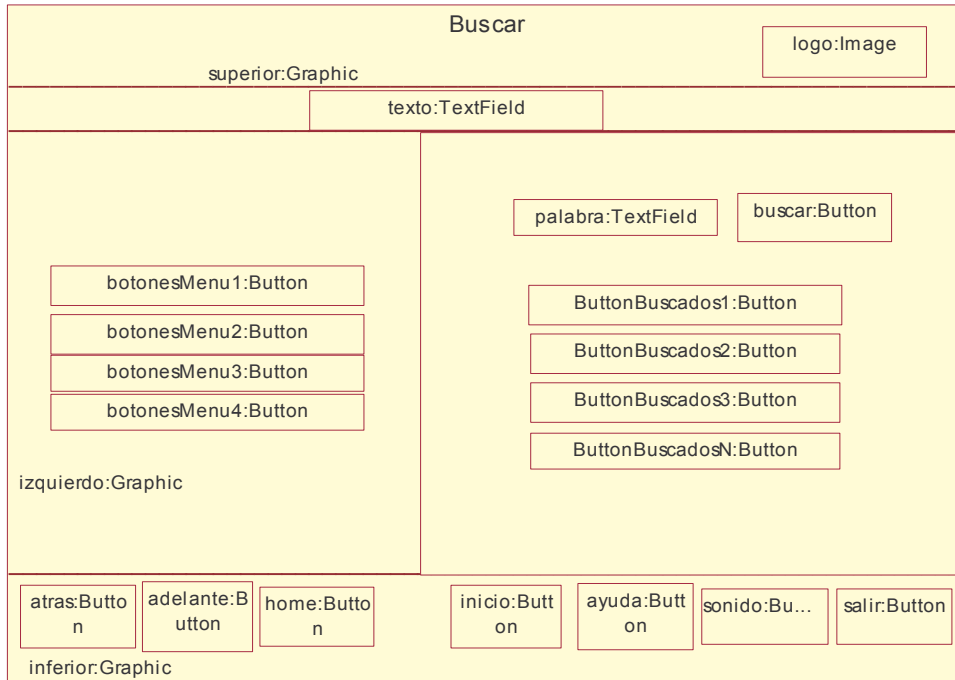 Buscar
logo:Image
superior:Graphic
texto:TextField
palabra:TextField
buscar:Button
botonesMenu1:Button
botonesMenu2:Button
botonesMenu3:Button
botonesMenu4:Button
ButtonBuscados1:Button
ButtonBuscados2:Button
ButtonBuscados3:Button
ButtonBuscadosN:Button
izquierdo:Graphic
atras:Butto
n
adelante:B
utton
home:Butto
n
inicio:Butt
on
ayuda:Butt
on
sonido:Bu...
salir:Button
inferior:Graphic